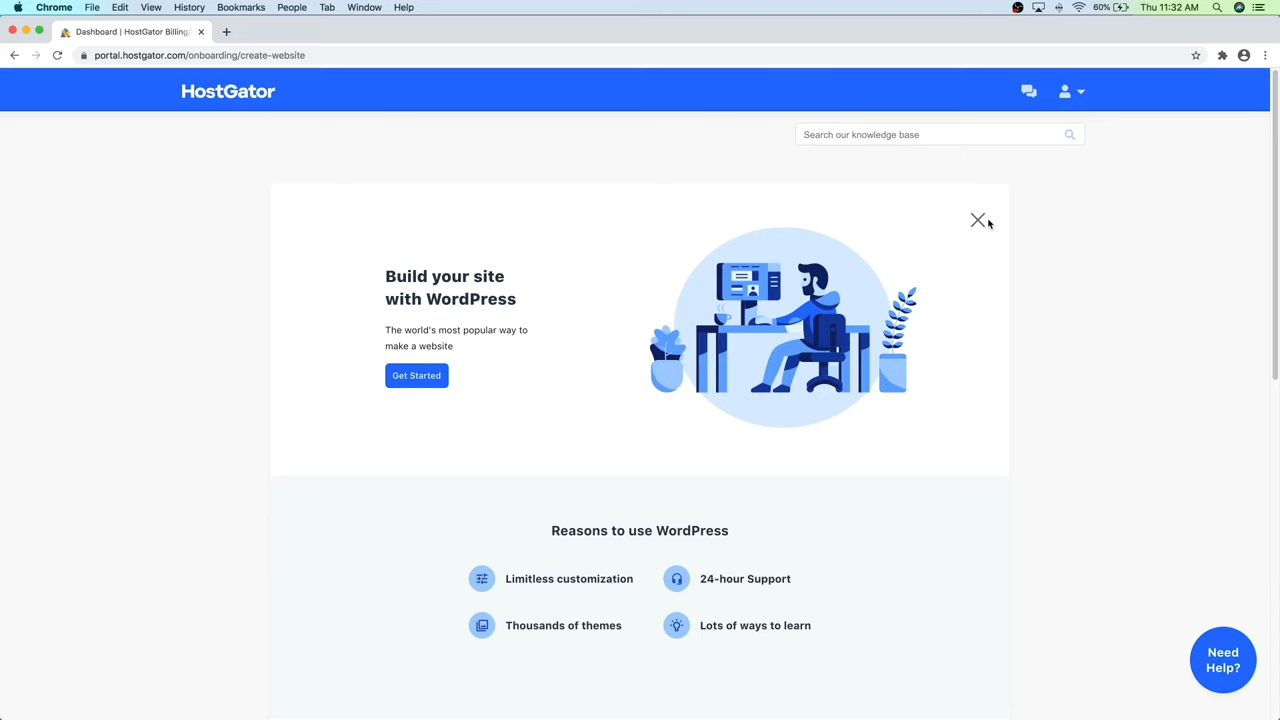 Chrome File Edit View History Bookmarks People Tab Window Help 60% Thu 11:32 AM
Dashboard | HostGator Billing/
portal.hostgator.com/onboarding/create-website
HostGator
Search our knowledge base
Build your site
with WordPress
The world's most popular way to
make a website
Get Started
Reasons to use WordPress
Limitless customization
24-hour Support
Thousands of themes
Lots of ways to learn
Need
Help?